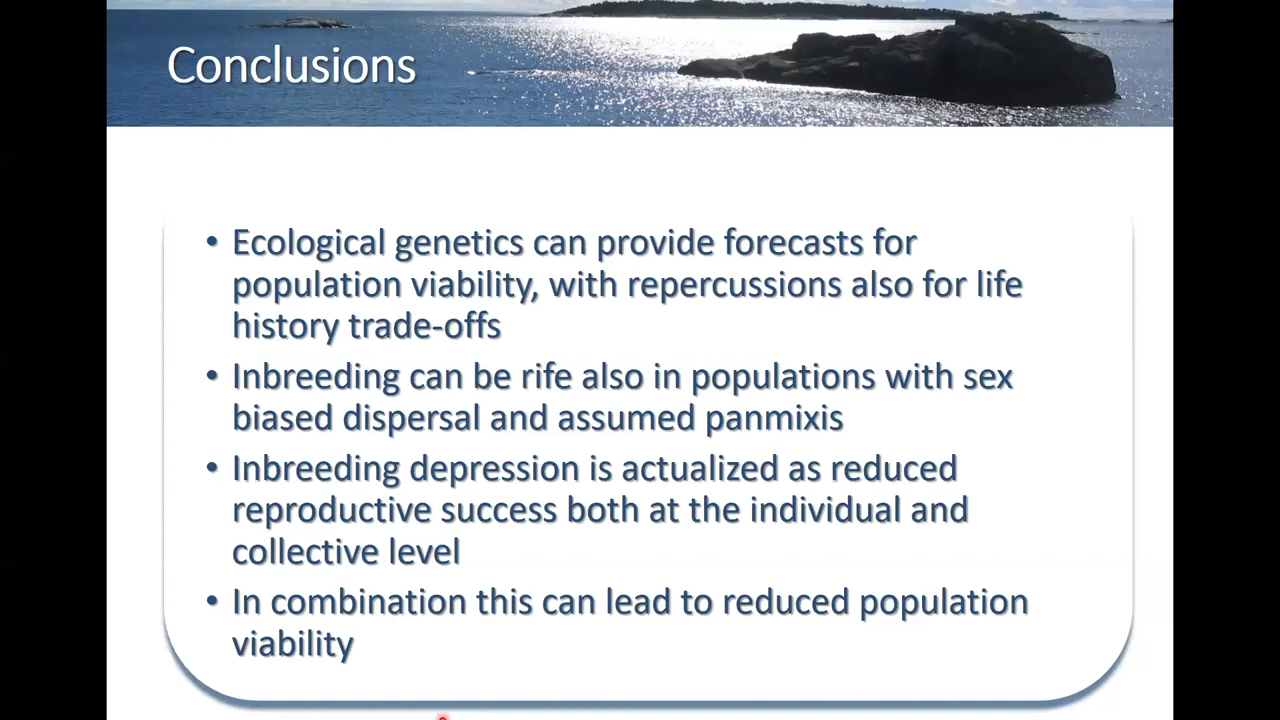 Conclusions
• Ecological genetics can provide forecasts for
population viability, with repercussions also for life
history trade-offs
• Inbreeding can be rife also in populations with sex
biased dispersal and assumed panmixis
• Inbreeding depression is actualized as reduced
reproductive success both at the individual and
collective level
• In combination this can lead to reduced population
viability